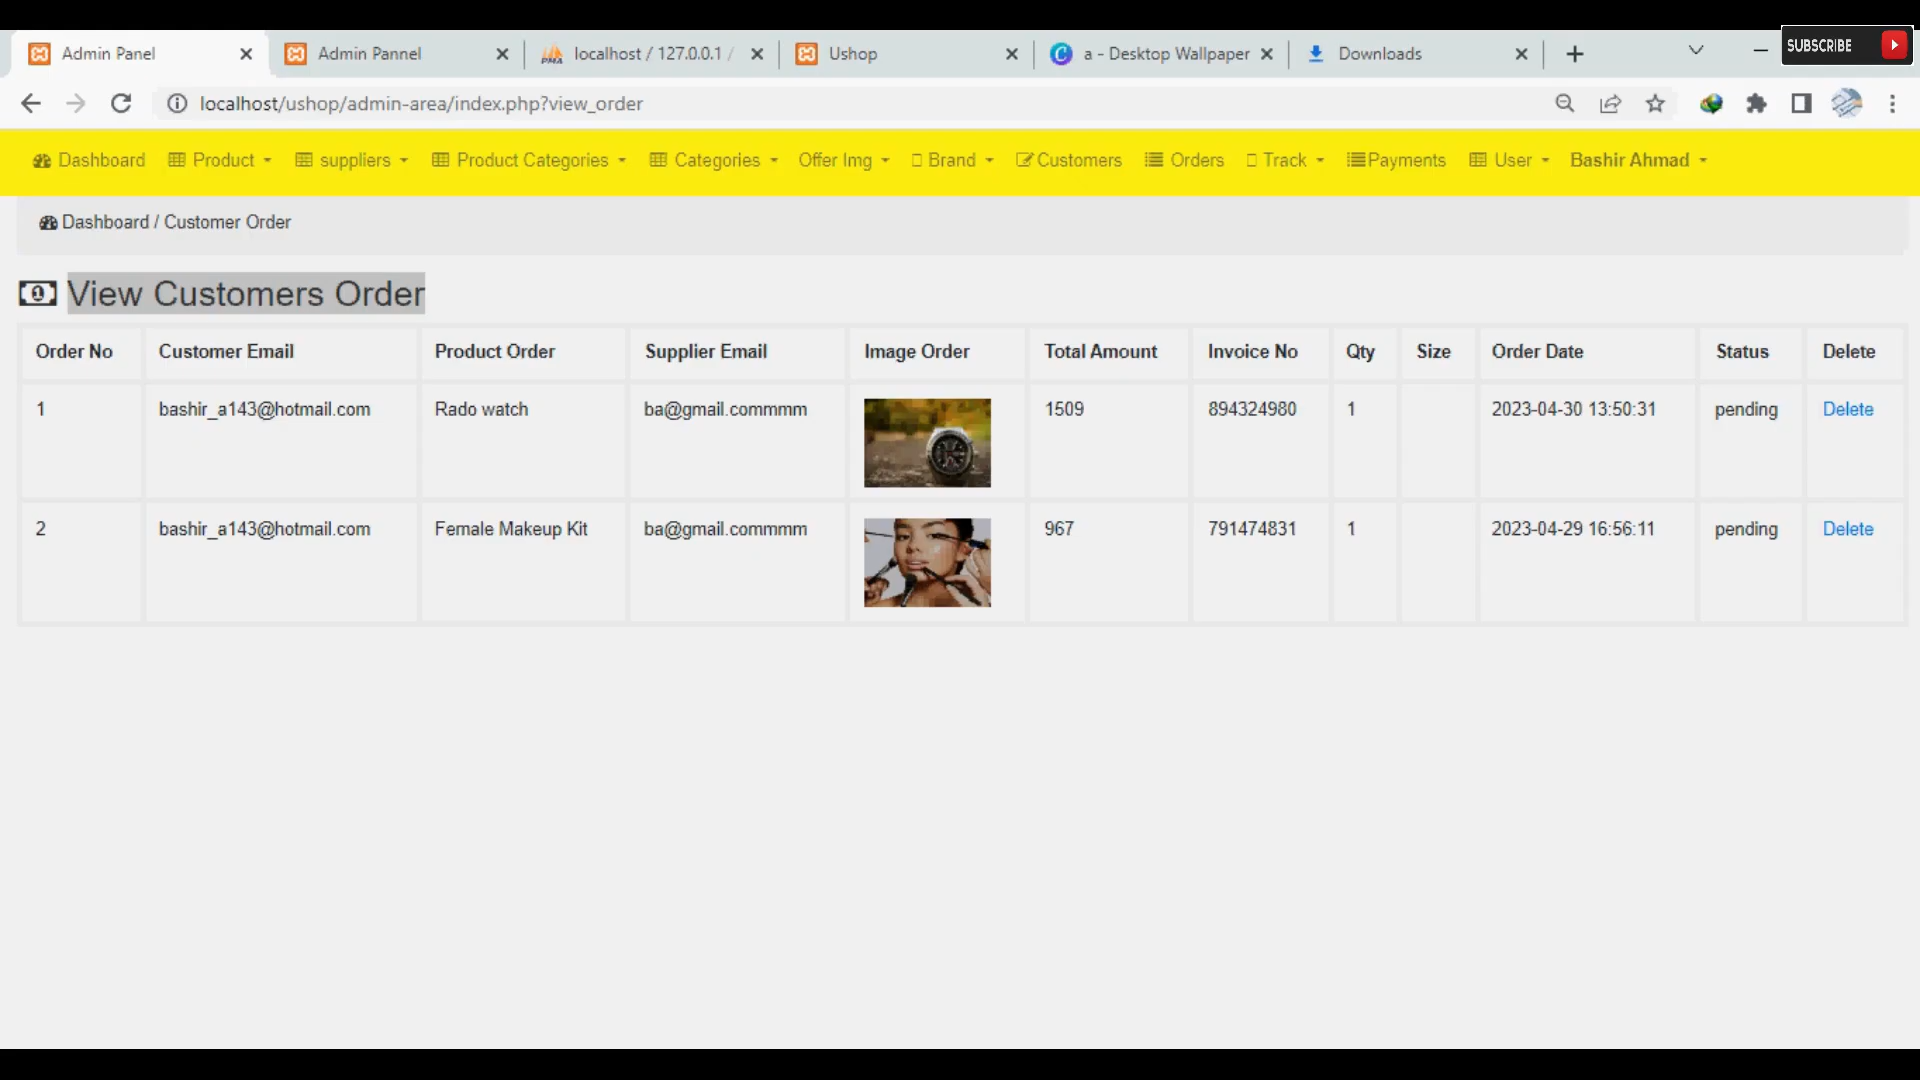 Admin Panel Admin Pannel localhost / 127.0.0.1 / Ushop a - Desktop Wallpaper Downloads SUBSCRIBE
localhost/ushop/admin-area/index.php?view_order
Dashboard Product suppliers Product Categories Categories Offer Img Brand Customers Orders Track Payments User Bashir Ahmad
Dashboard / Customer Order
View Customers Order
Order No Customer Email Product Order Supplier Email Image Order Total Amount Invoice No Qty Size Order Date Status Delete
1 bashir_a143@hotmail.com Rado watch ba@gmail.commmm 1509 894324980 1 2023-04-30 13:50:31 pending Delete
2 bashir_a143@hotmail.com Female Makeup Kit ba@gmail.commmm 967 791474831 1 2023-04-29 16:56:11 pending Delete